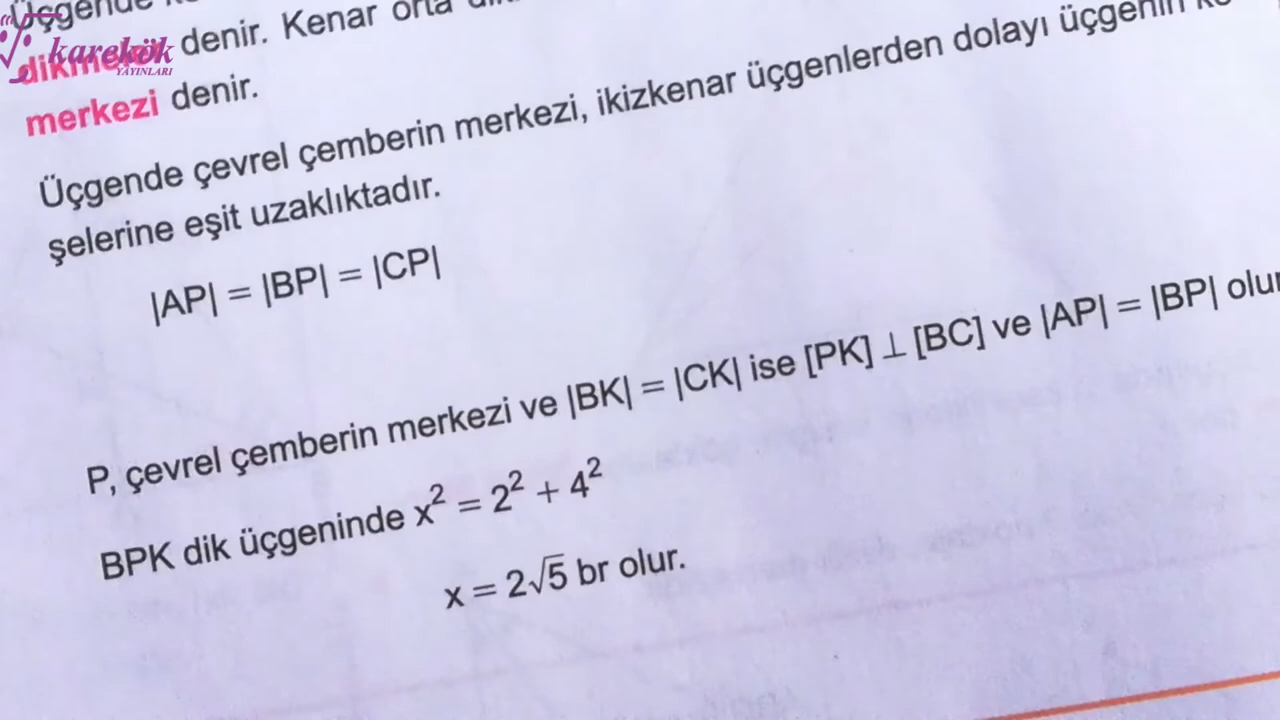 Üçgende
dikme denir. Kenar orta
karekök
YAYINLARI
merkezi denir.
Üçgende çevrel çemberin merkezi, ikizkenar üçgenlerden dolayı üçgenin
şelerine eşit uzaklıktadır.
|AP| = |BP| = |CP|
P, çevrel çemberin merkezi ve |BK| = |CK| ise [PK] ⊥ [BC] ve |AP| = |BP| olur
BPK dik üçgeninde x² = 2² + 4²
x = 2√5 br olur.